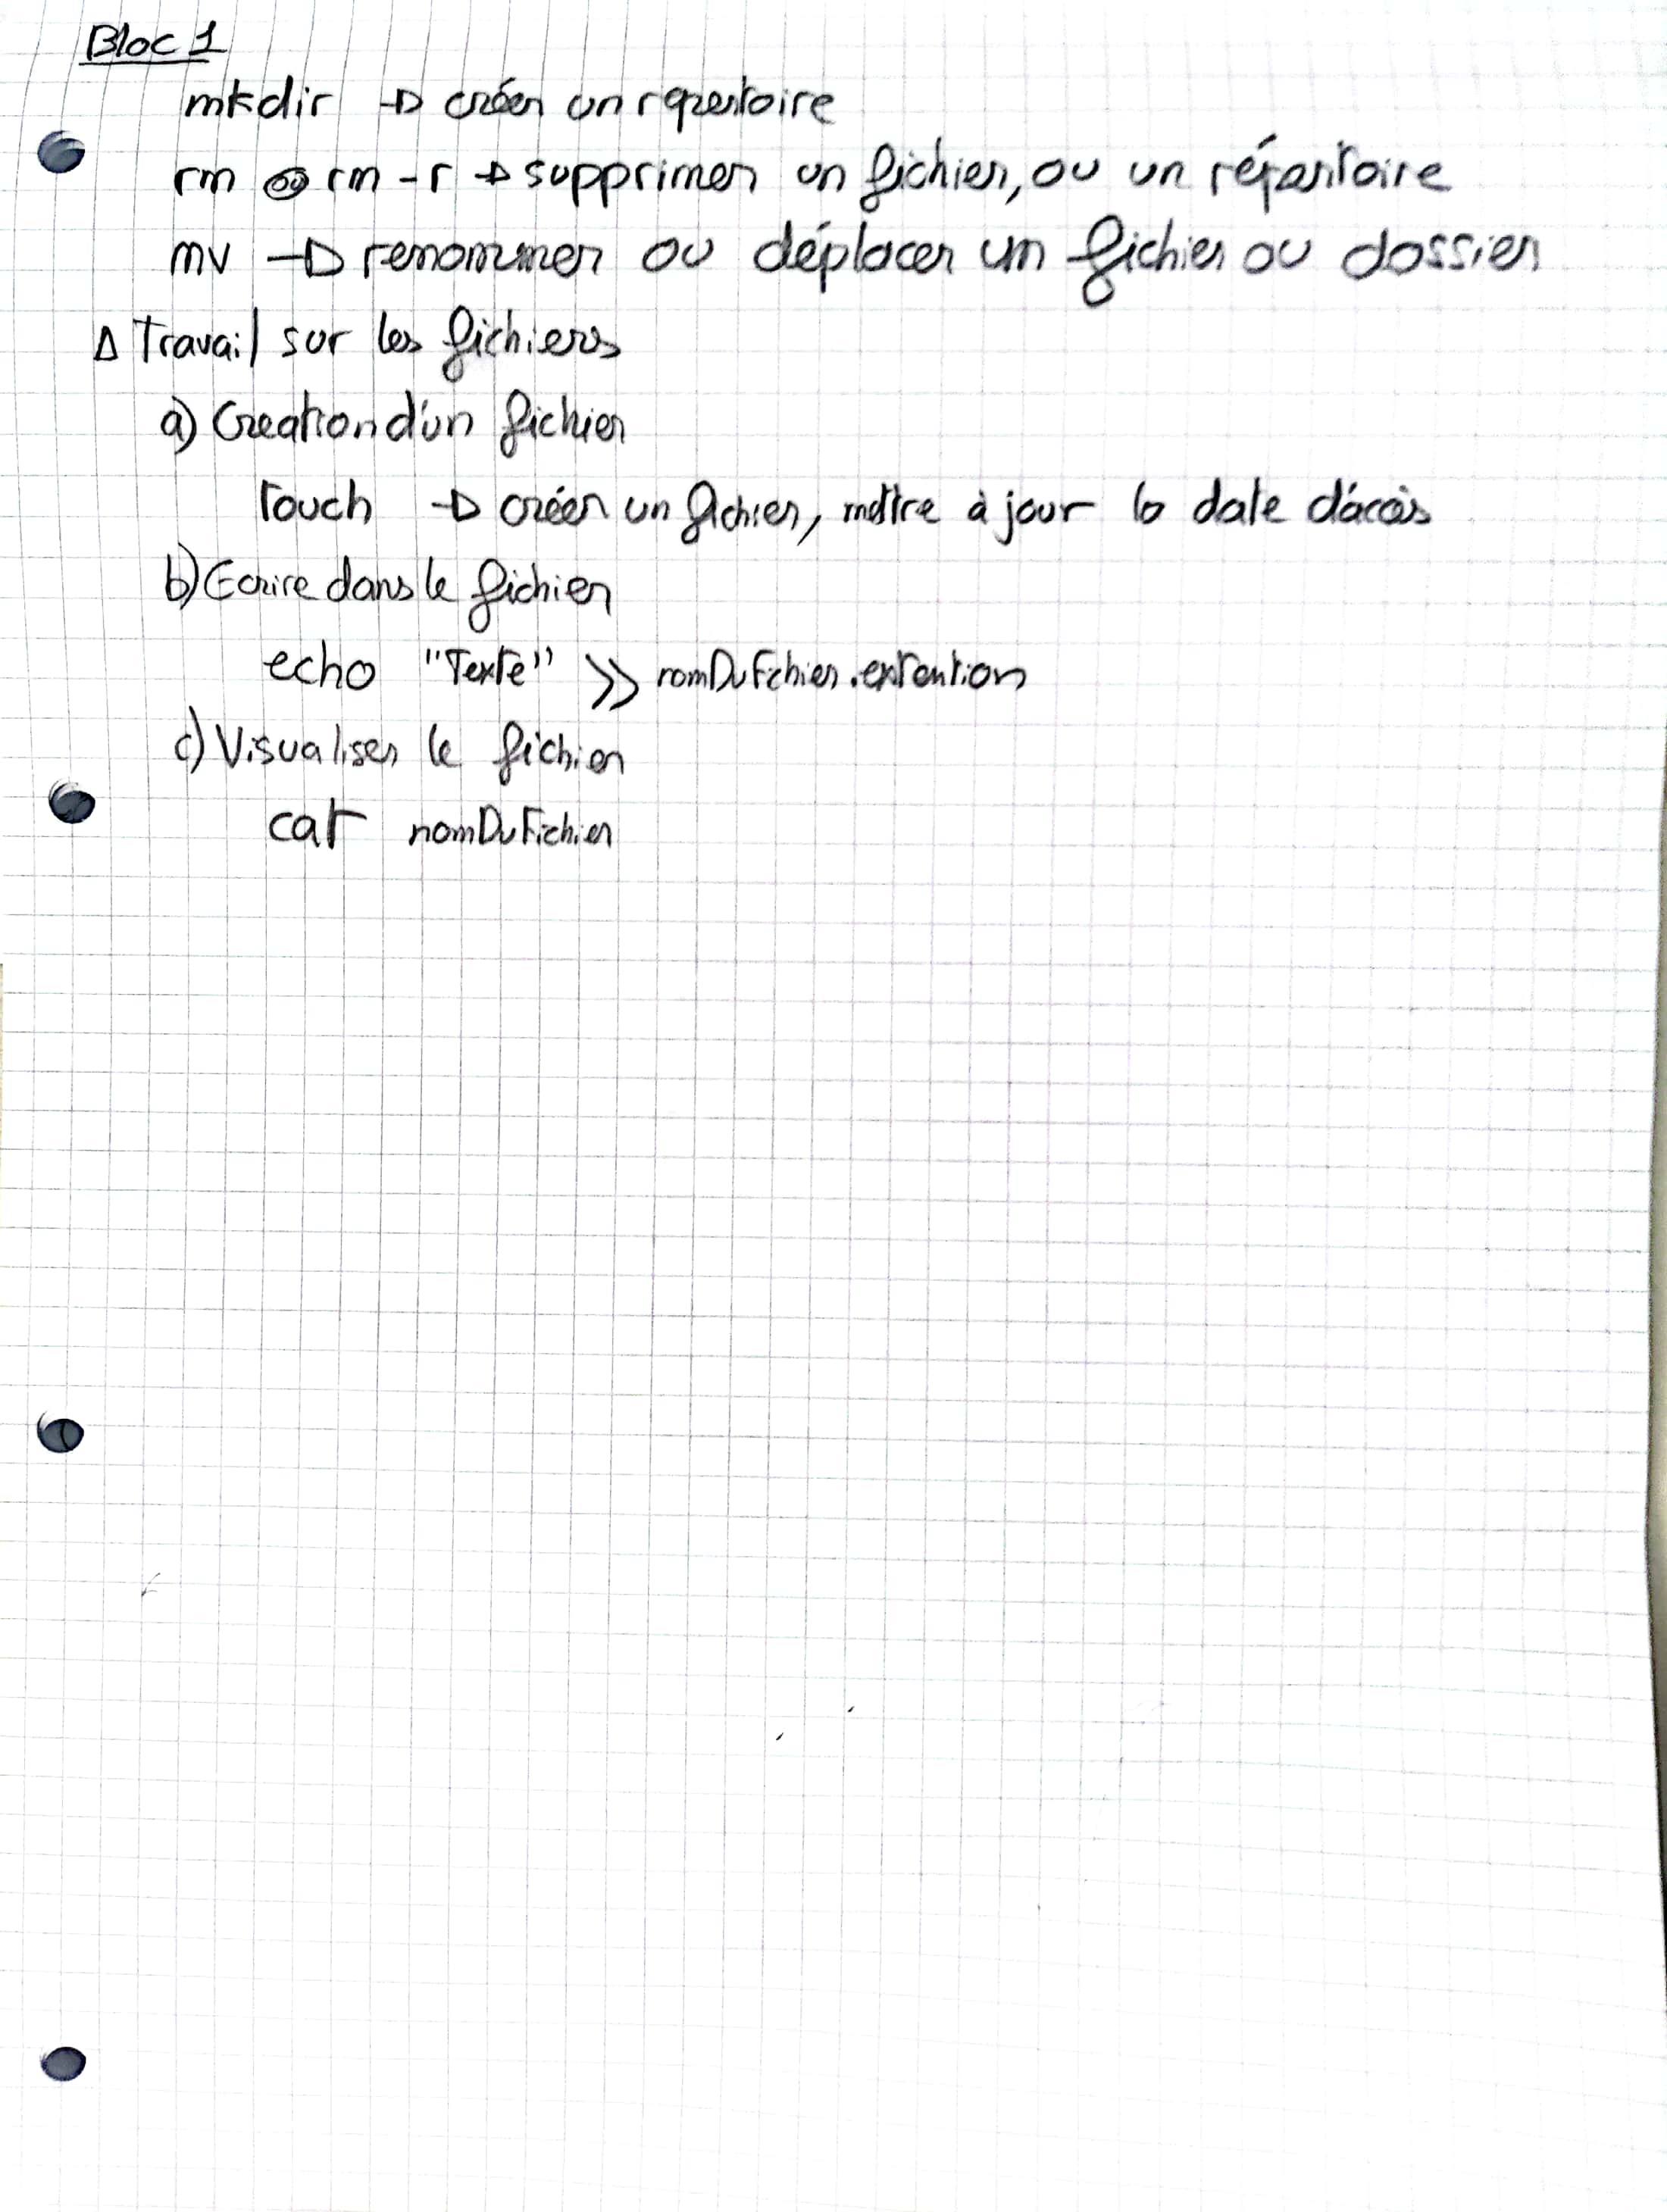 Bloc 1
mkdir → créer un repertoire
rm ou rm -r → supprimer un fichier, ou un répertoire
mv → renommer ou déplacer un fichier ou dossier
Δ Travail sur les fichiers
a) Creation d'un fichier
touch → créer un fichier, mettre à jour la date d'accès
b) Ecrire dans le fichier
echo "Texte" >> nomDuFichier.extention
c) Visualiser le fichier
cat nomDuFichier